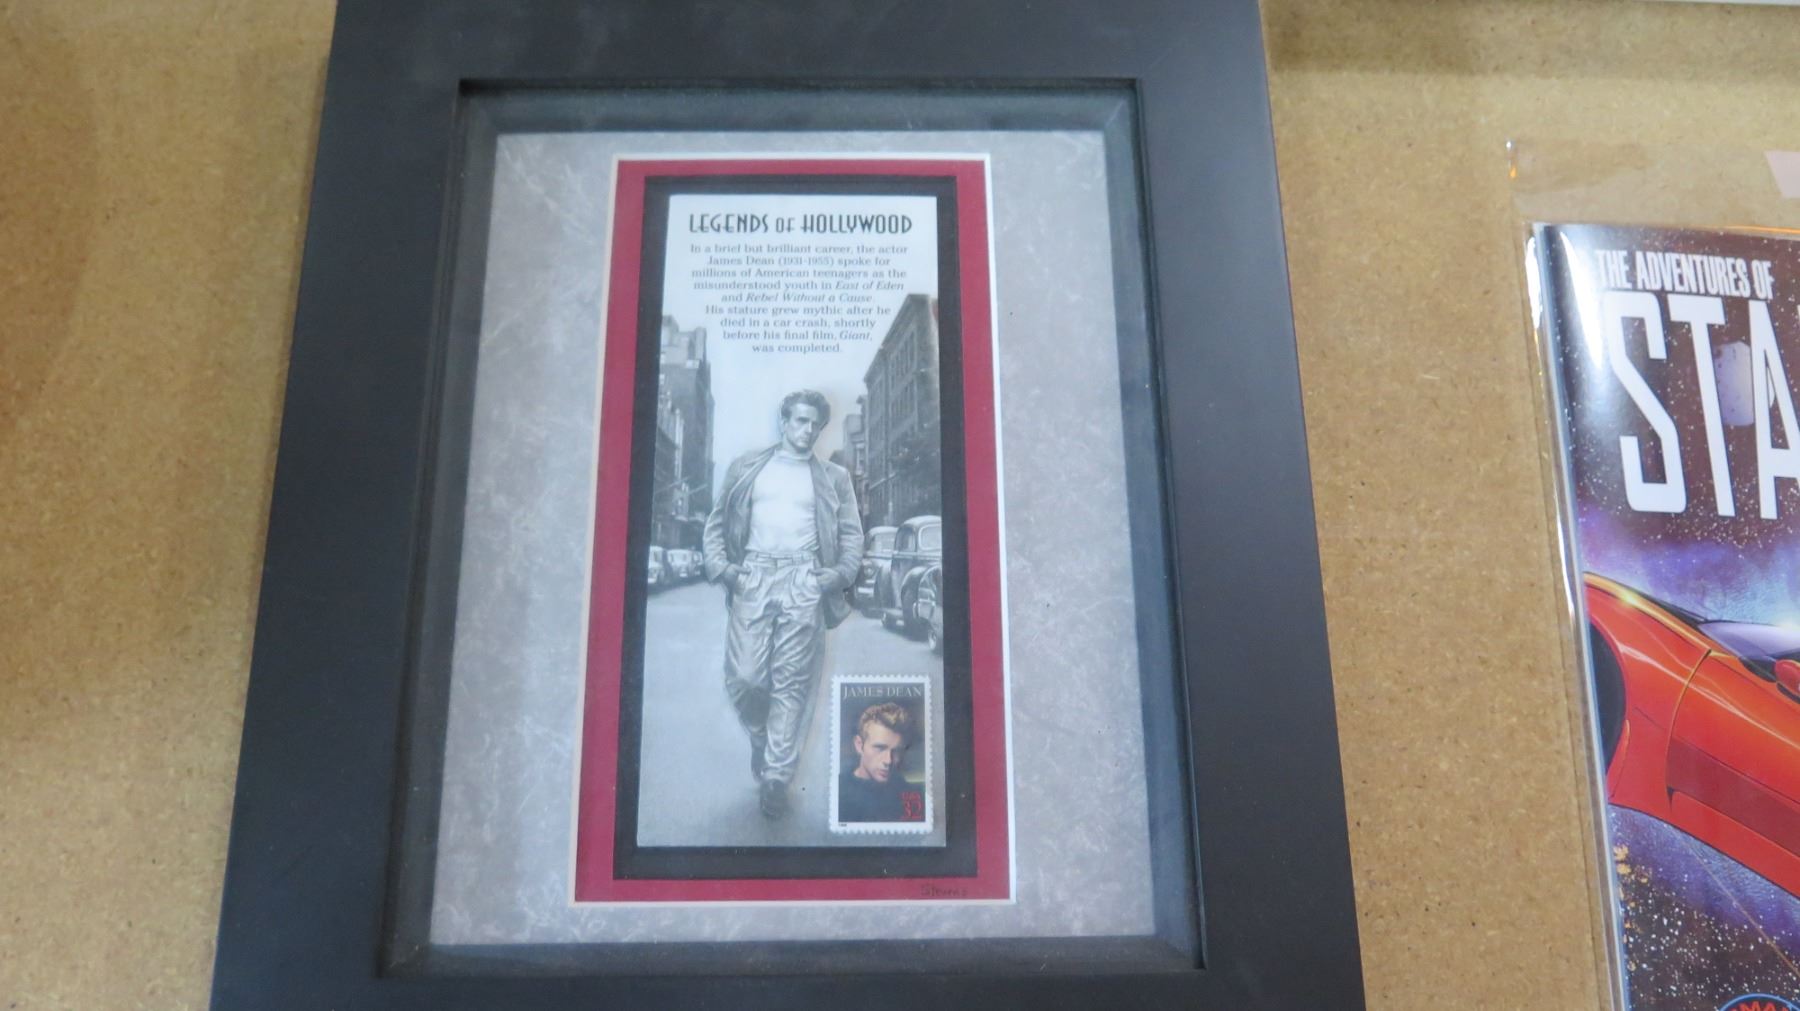 LEGENDS OF HOLLYWOOD
In a brief but brilliant career, the actor
James Dean (1931-1955) spoke for
millions of American teenagers as the
misunderstood youth in East of Eden
and Rebel Without a Cause.
His stature grew mythic after he
died in a car crash, shortly
before his final film, Giant,
was completed.
JAMES DEAN
USA
32
Stevens
THE ADVENTURES OF
STA